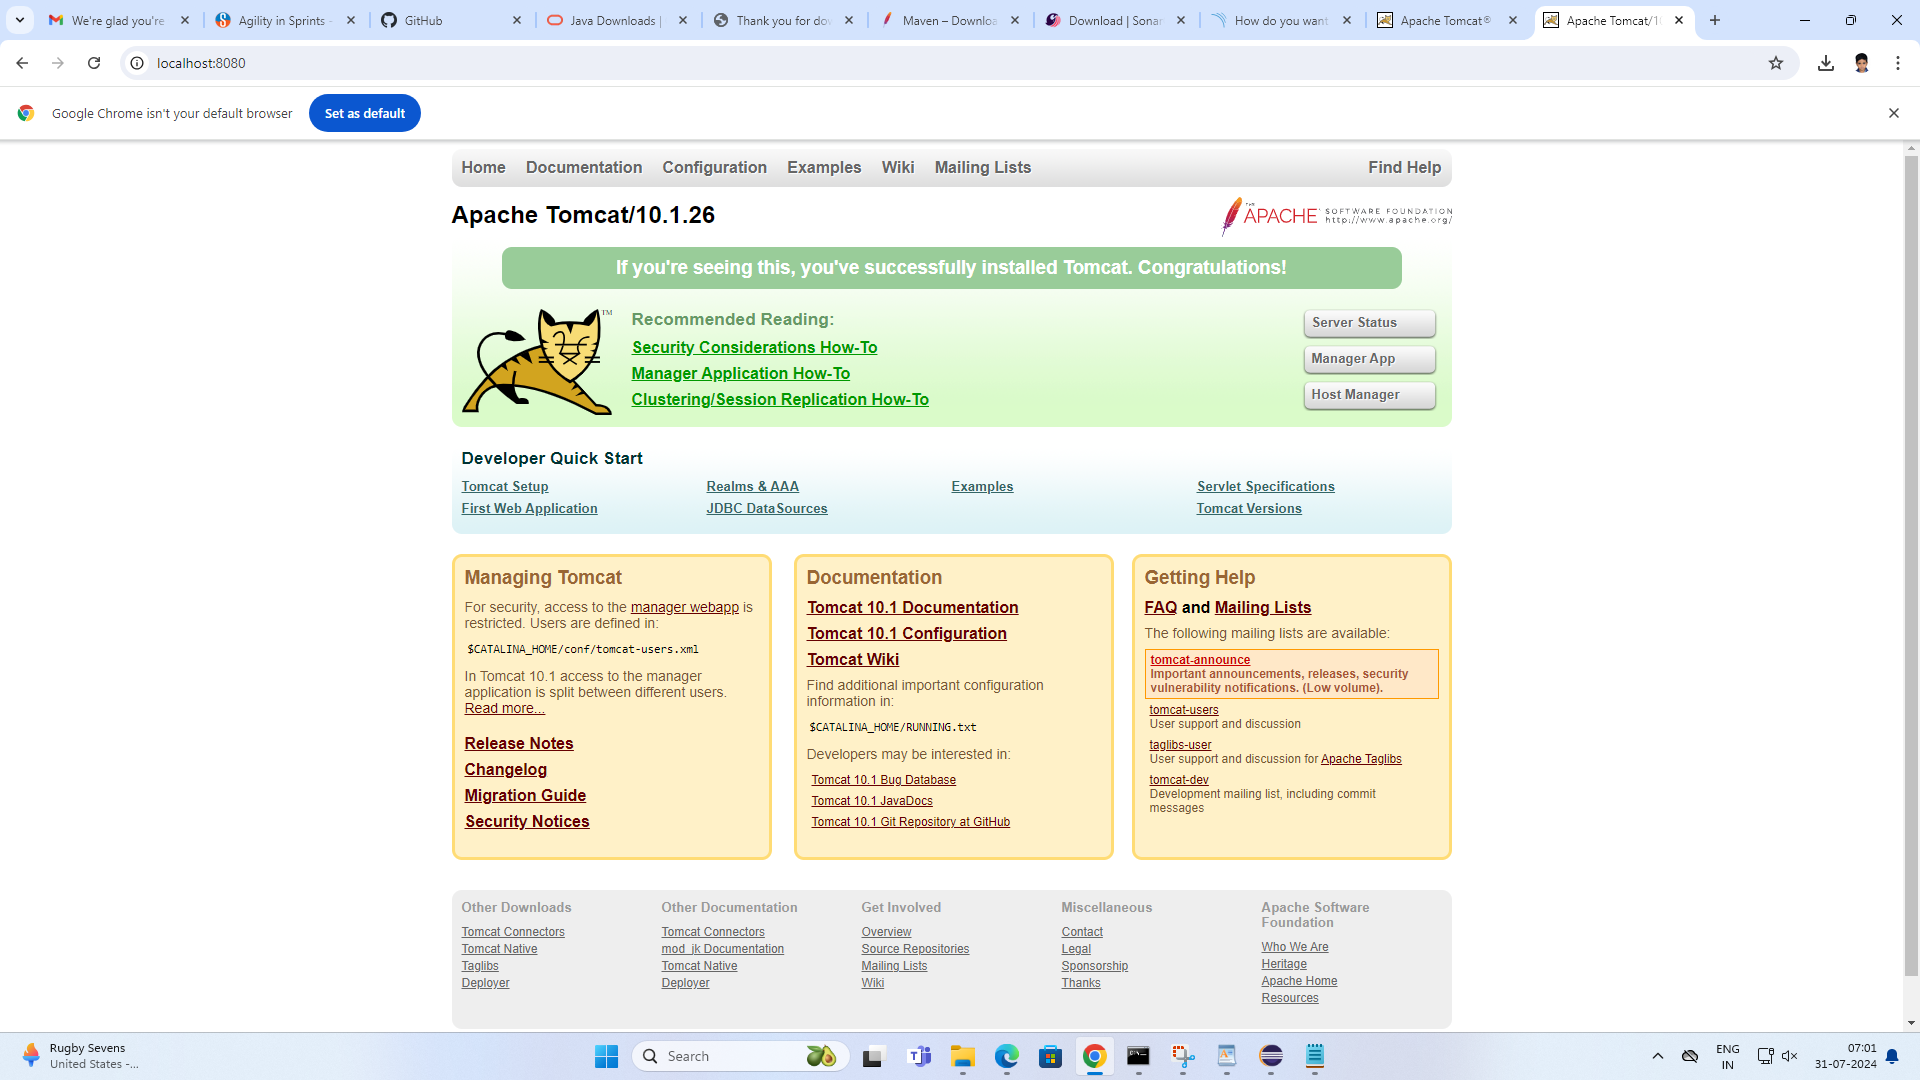 We're glad you're
Agility in Sprints -
GitHub
Java Downloads |
Thank you for do
Maven – Downloa
Download | Sonar
How do you want
Apache Tomcat®
Apache Tomcat/10
localhost:8080
Google Chrome isn't your default browser
Set as default
Home Documentation Configuration Examples Wiki Mailing Lists Find Help
Apache Tomcat/10.1.26
THE APACHE SOFTWARE FOUNDATION
http://www.apache.org/
If you're seeing this, you've successfully installed Tomcat. Congratulations!
TM
Recommended Reading:
Security Considerations How-To
Manager Application How-To
Clustering/Session Replication How-To
Server Status
Manager App
Host Manager
Developer Quick Start
Tomcat Setup
First Web Application
Realms & AAA
JDBC DataSources
Examples
Servlet Specifications
Tomcat Versions
Managing Tomcat
For security, access to the manager webapp is
restricted. Users are defined in:
$CATALINA_HOME/conf/tomcat-users.xml
In Tomcat 10.1 access to the manager
application is split between different users.
Read more...
Release Notes
Changelog
Migration Guide
Security Notices
Documentation
Tomcat 10.1 Documentation
Tomcat 10.1 Configuration
Tomcat Wiki
Find additional important configuration
information in:
$CATALINA_HOME/RUNNING.txt
Developers may be interested in:
Tomcat 10.1 Bug Database
Tomcat 10.1 JavaDocs
Tomcat 10.1 Git Repository at GitHub
Getting Help
FAQ and Mailing Lists
The following mailing lists are available:
tomcat-announce
Important announcements, releases, security
vulnerability notifications. (Low volume).
tomcat-users
User support and discussion
taglibs-user
User support and discussion for Apache Taglibs
tomcat-dev
Development mailing list, including commit
messages
Other Downloads
Tomcat Connectors
Tomcat Native
Taglibs
Deployer
Other Documentation
Tomcat Connectors
mod_jk Documentation
Tomcat Native
Deployer
Get Involved
Overview
Source Repositories
Mailing Lists
Wiki
Miscellaneous
Contact
Legal
Sponsorship
Thanks
Apache Software
Foundation
Who We Are
Heritage
Apache Home
Resources
Rugby Sevens
United States -...
Search
ENG
IN
07:01
31-07-2024